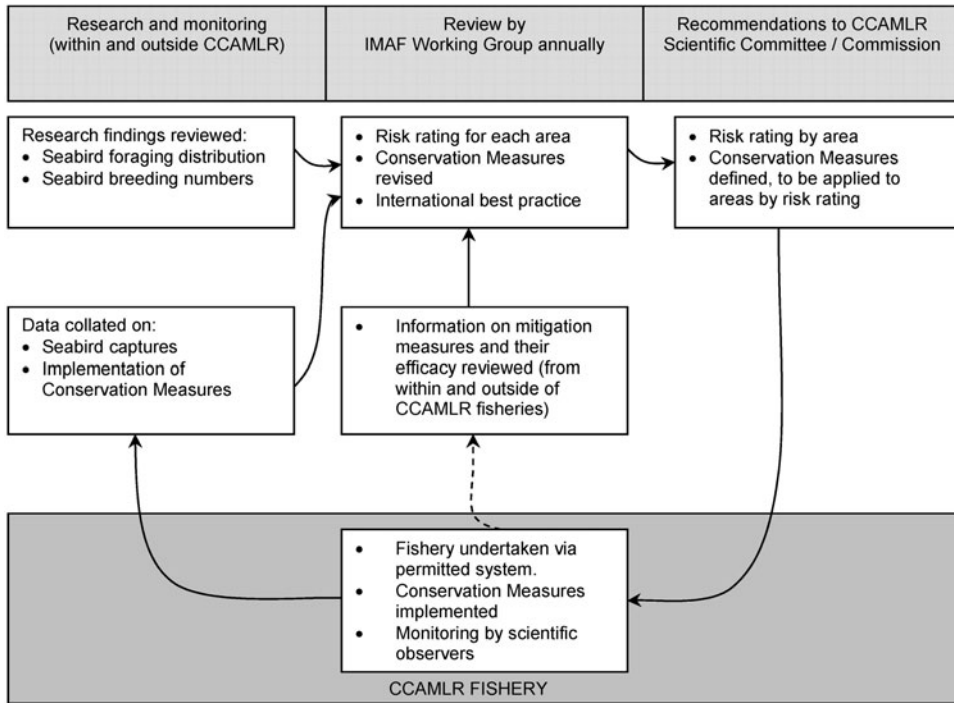 Research and monitoring
(within and outside CCAMLR)
Review by
IMAF Working Group annually
Recommendations to CCAMLR
Scientific Committee / Commission
Research findings reviewed:
• Seabird foraging distribution
• Seabird breeding numbers
• Risk rating for each area
• Conservation Measures
revised
• International best practice
• Risk rating by area
• Conservation Measures
defined, to be applied to
areas by risk rating
Data collated on:
• Seabird captures
• Implementation of
Conservation Measures
• Information on mitigation
measures and their
efficacy reviewed (from
within and outside of
CCAMLR fisheries)
• Fishery undertaken via
permitted system.
• Conservation Measures
implemented
• Monitoring by scientific
observers
CCAMLR FISHERY